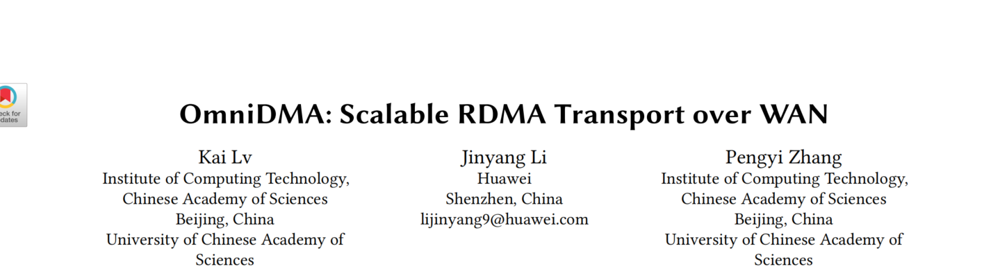 OmniDMA: Scalable RDMA Transport over WAN
Kai Lv
Institute of Computing Technology,
Chinese Academy of Sciences
Beijing, China
University of Chinese Academy of
Sciences
Jinyang Li
Huawei
Shenzhen, China
lijinyang9@huawei.com
Pengyi Zhang
Institute of Computing Technology,
Chinese Academy of Sciences
Beijing, China
University of Chinese Academy of
Sciences